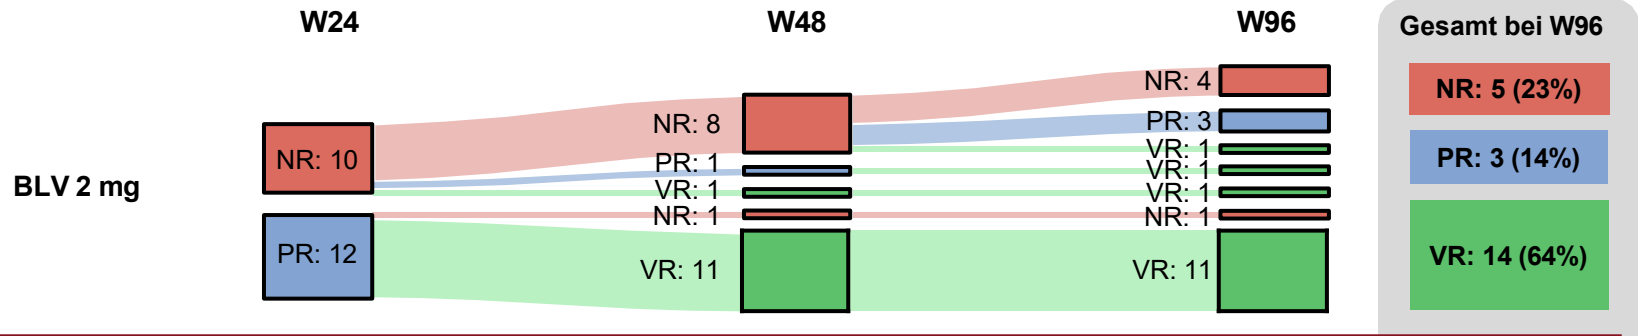 W24
W48
W96
Gesamt bei W96
BLV 2 mg
NR: 10
PR: 12
NR: 8
PR: 1
VR: 1
NR: 1
VR: 11
NR: 4
PR: 3
VR: 1
VR: 1
VR: 1
NR: 1
VR: 11
NR: 5 (23%)
PR: 3 (14%)
VR: 14 (64%)